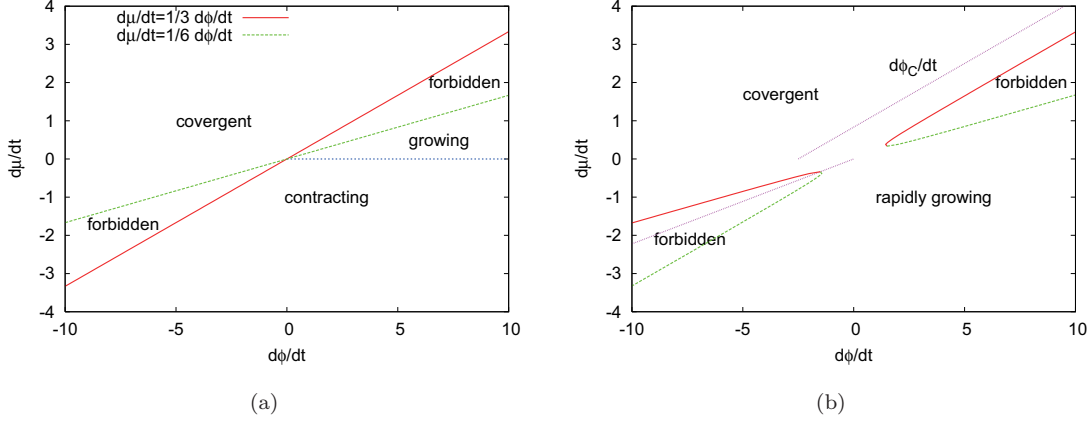 dμ/dt=1/3 dϕ/dt
dμ/dt=1/6 dϕ/dt
forbidden
covergent
growing
contracting
forbidden
dμ/dt
4
3
2
1
0
-1
-2
-3
-4
-10
-5
0
5
10
dϕ/dt
(a)
dϕC/dt
forbidden
covergent
rapidly growing
forbidden
dμ/dt
4
3
2
1
0
-1
-2
-3
-4
-10
-5
0
5
10
dϕ/dt
(b)